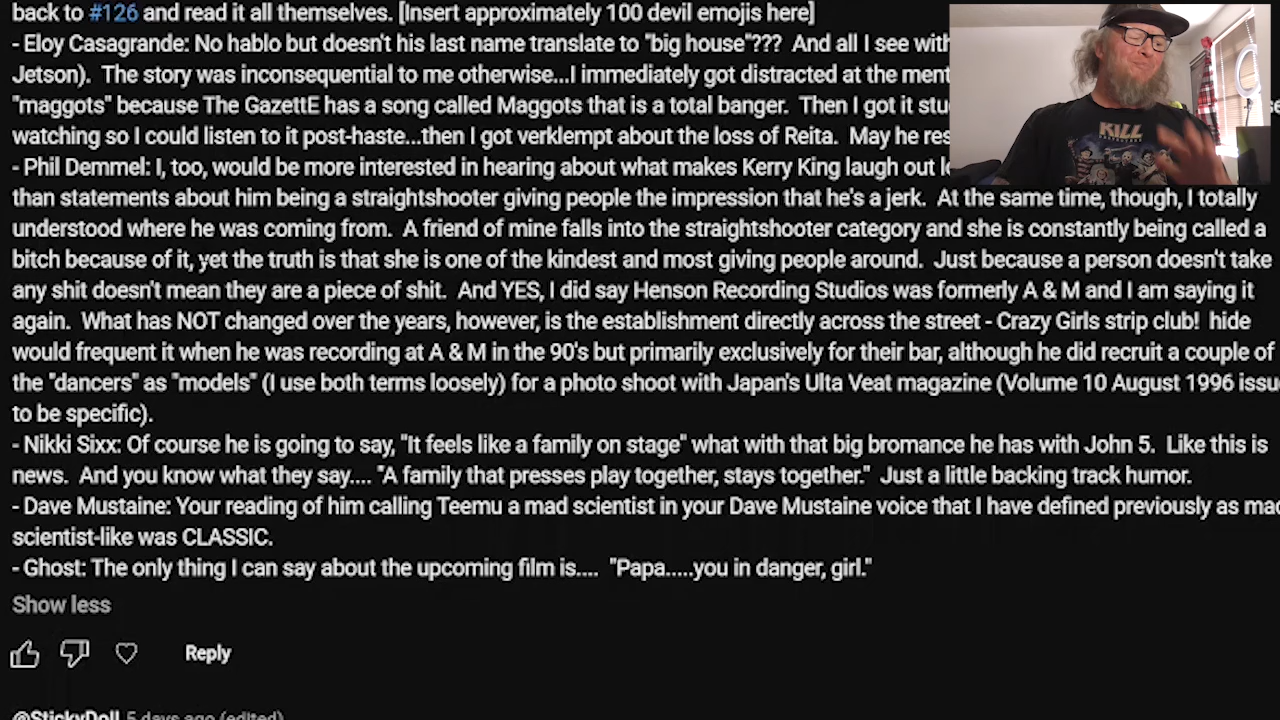 back to #126 and read it all themselves. [Insert approximately 100 devil emojis here]
- Eloy Casagrande: No hablo but doesn't his last name translate to "big house"??? And all I see with
Jetson). The story was inconsequential to me otherwise...I immediately got distracted at the
"maggots" because The GazettE has a song called Maggots that is a total banger. Then I got it
watching so I could listen to it post-haste...then I got verklempt about the loss of Reita. May he
- Phil Demmel: I, too, would be more interested in hearing about what makes Kerry King laugh out
than statements about him being a straightshooter giving people the impression that he's a jerk. At the same time, though, I totally
understood where he was coming from. A friend of mine falls into the straightshooter category and she is constantly being called a
bitch because of it, yet the truth is that she is one of the kindest and most giving people around. Just because a person doesn't take
any shit doesn't mean they are a piece of shit. And YES, I did say Henson Recording Studios was formerly A & M and I am saying it
again. What has NOT changed over the years, however, is the establishment directly across the street - Crazy Girls strip club! hide
would frequent it when he was recording at A & M in the 90's but primarily exclusively for their bar, although he did recruit a couple of
the "dancers" as "models" (I use both terms loosely) for a photo shoot with Japan's Ulta Veat magazine (Volume 10 August 1996
to be specific).
- Nikki Sixx: Of course he is going to say, "It feels like a family on stage" what with that big bromance he has with John 5. Like this is
news. And you know what they say.... "A family that presses play together, stays together." Just a little backing track humor.
- Dave Mustaine: Your reading of him calling Teemu a mad scientist in your Dave Mustaine voice that I have defined previously as
scientist-like was CLASSIC.
- Ghost: The only thing I can say about the upcoming film is.... "Papa.....you in danger, girl."
Show less
Reply
@StickyDoll 5 days ago (edited)
KILL